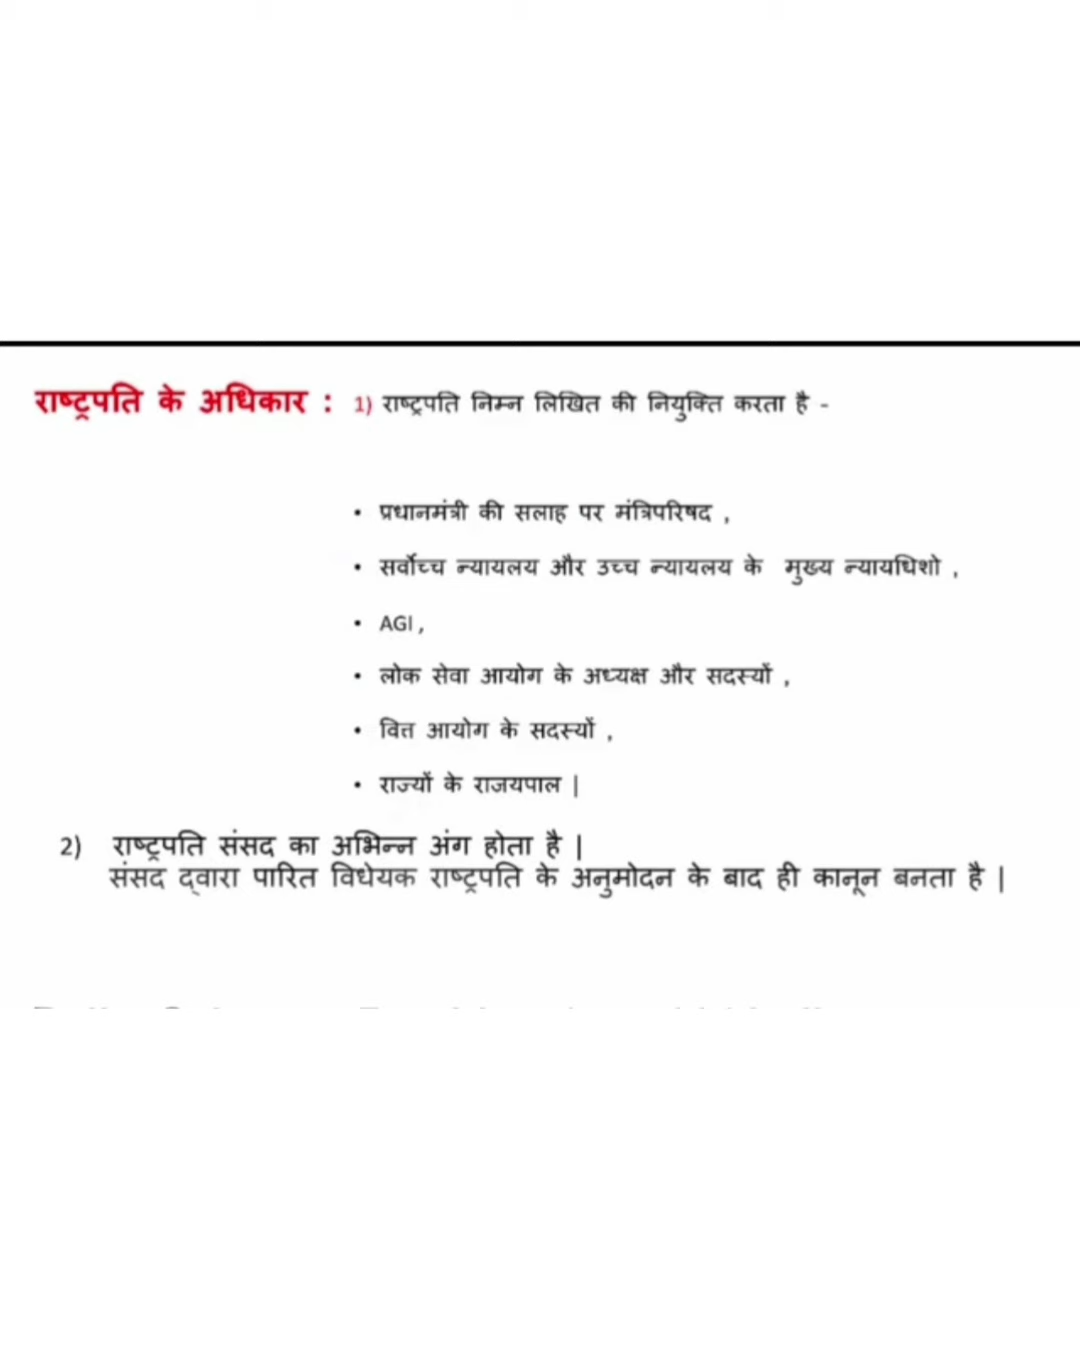 राष्ट्रपति के अधिकार : 1) राष्ट्रपति निम्न लिखित की नियुक्ति करता है -
• प्रधानमंत्री की सलाह पर मंत्रिपरिषद ,
• सर्वोच्च न्यायलय और उच्च न्यायलय के मुख्य न्यायधिशो ,
• AGI ,
• लोक सेवा आयोग के अध्यक्ष और सदस्यों ,
• वित्त आयोग के सदस्यों ,
• राज्यों के राजयपाल |
2) राष्ट्रपति संसद का अभिन्न अंग होता है |
संसद द्वारा पारित विधेयक राष्ट्रपति के अनुमोदन के बाद ही कानून बनता है |